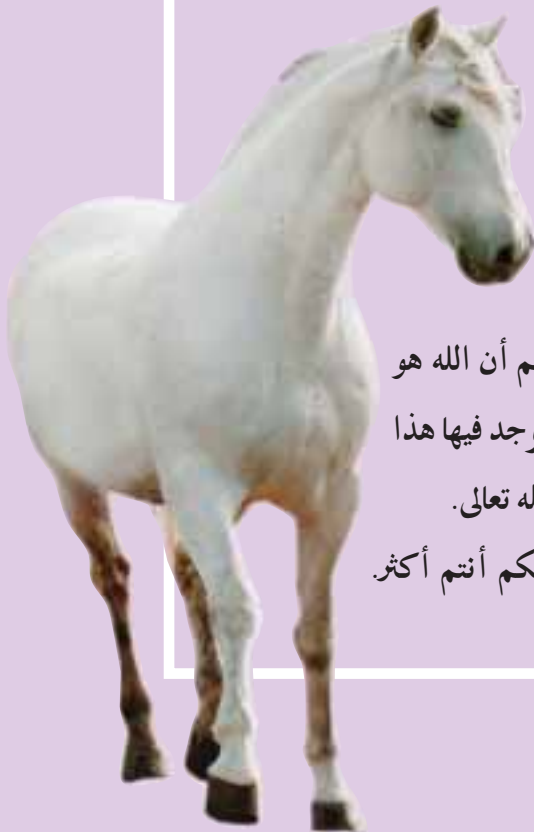 م أن الله هو
وجد فيها هذا
له تعالى.
كم أنتم أكثر.